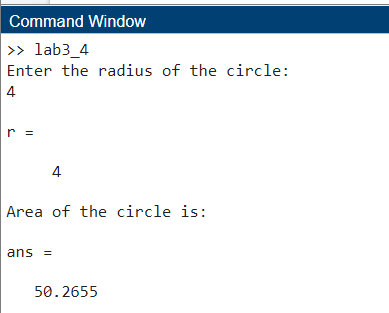 Command Window
>> lab3_4
Enter the radius of the circle:
4
r =
4
Area of the circle is:
ans =
50.2655